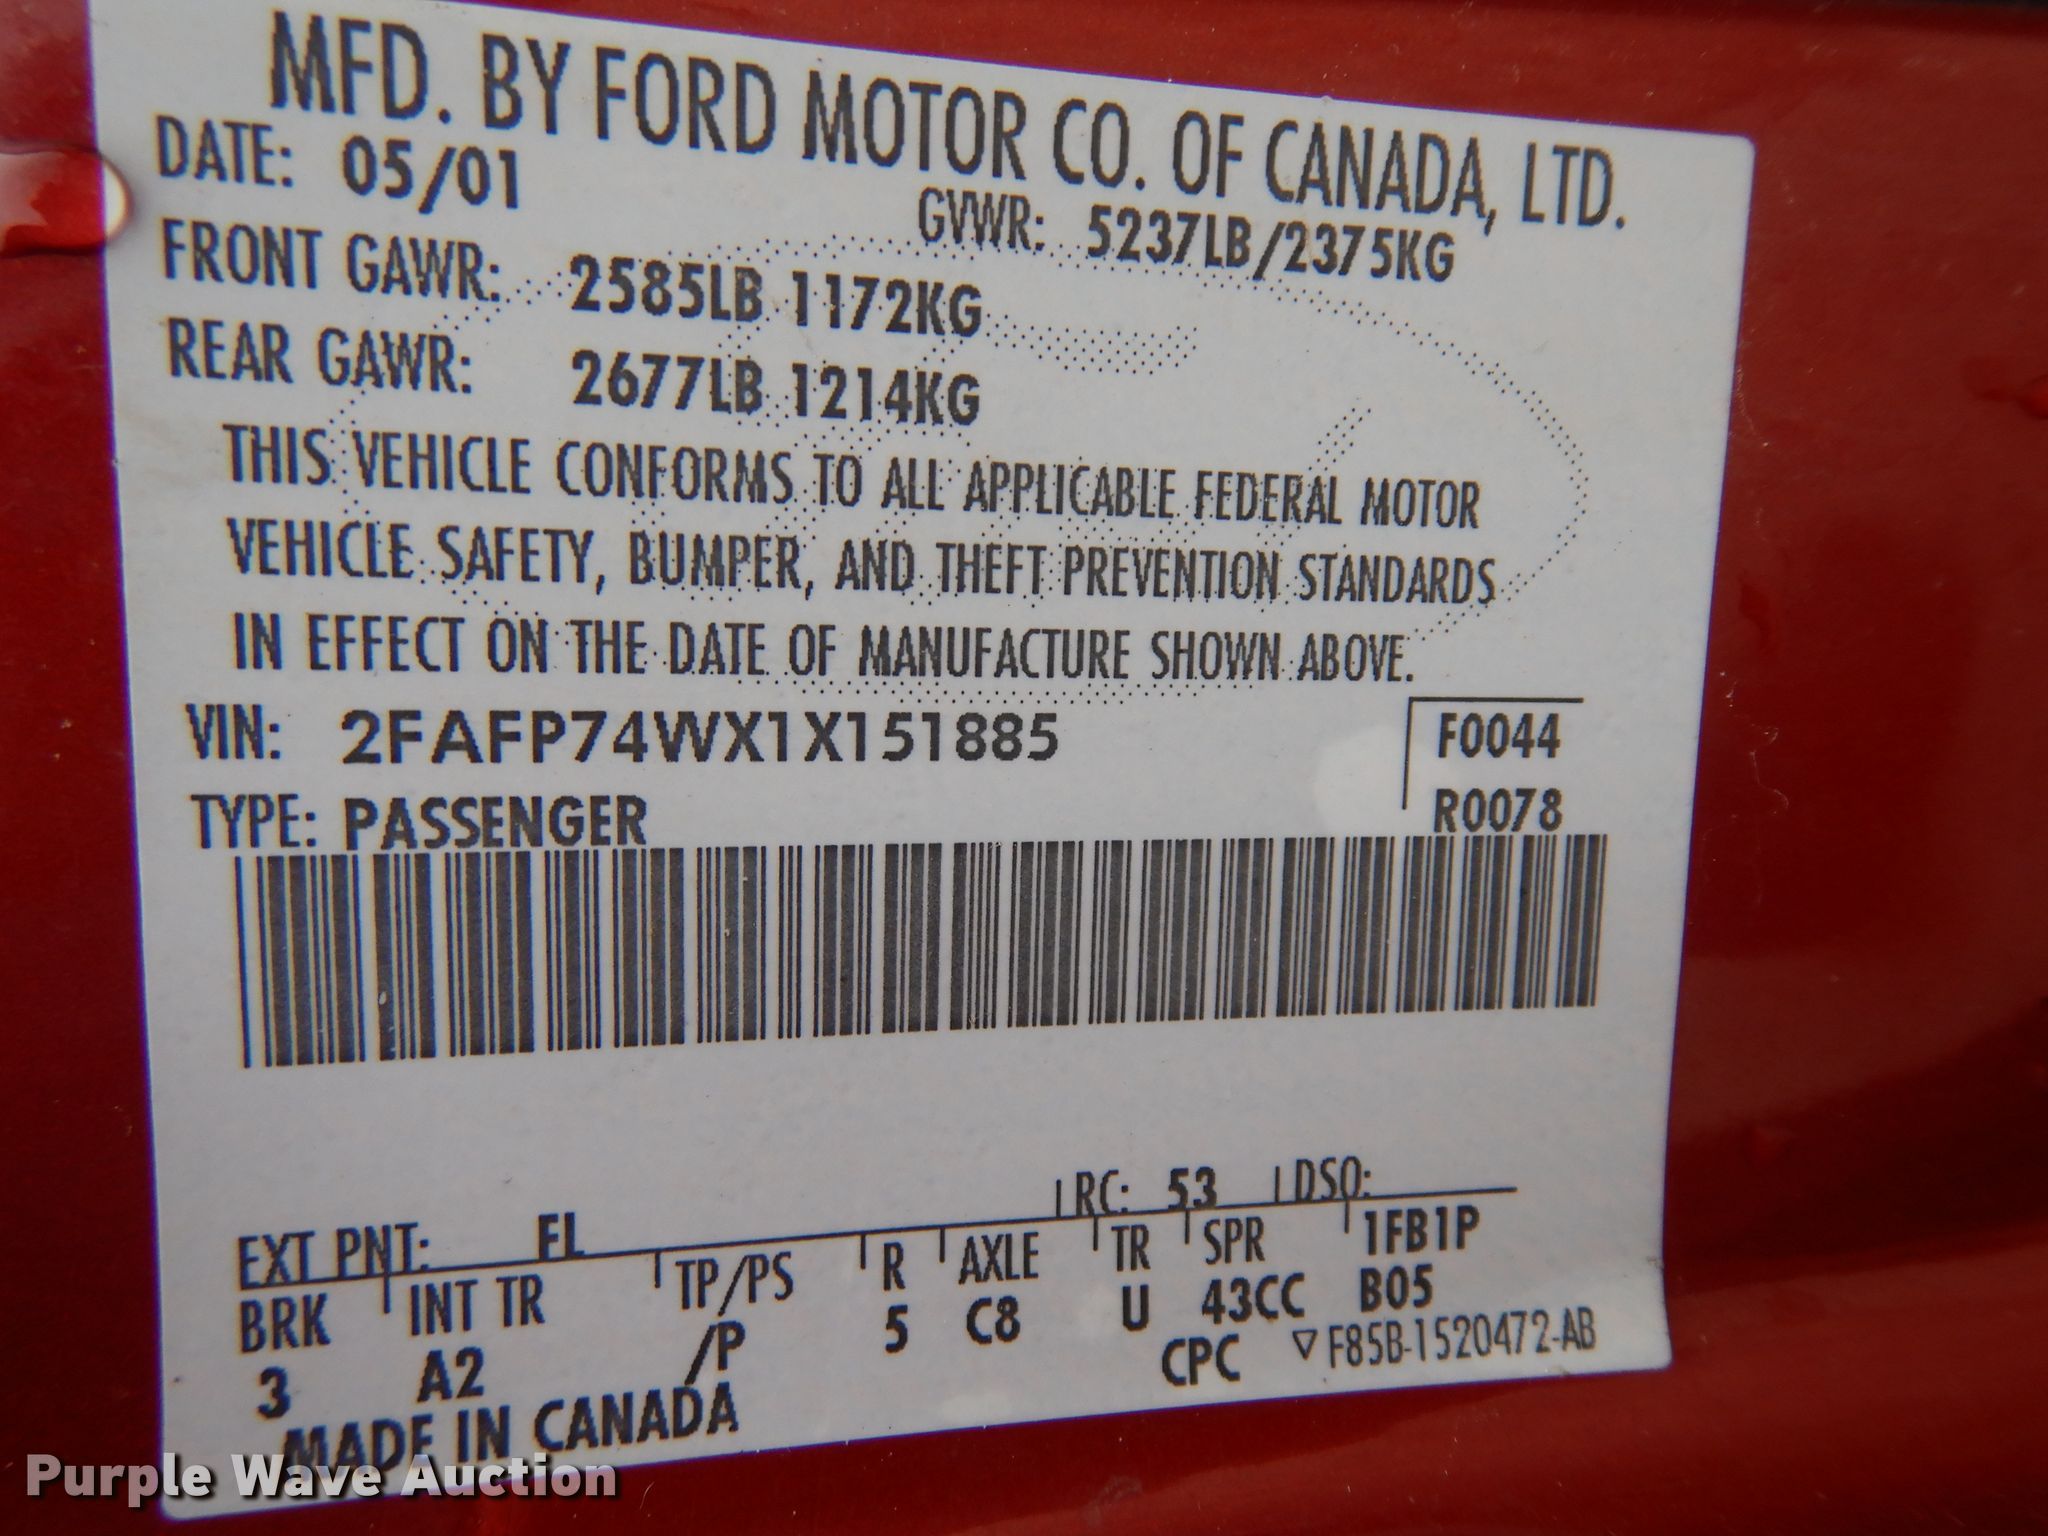 MFD. BY FORD MOTOR CO. OF CANADA, LTD.
DATE: 05/01
GVWR: 5237LB/2375KG
FRONT GAWR: 2585LB 1172KG
REAR GAWR: 2677LB 1214KG
THIS VEHICLE CONFORMS TO ALL APPLICABLE FEDERAL MOTOR
VEHICLE SAFETY, BUMPER, AND THEFT PREVENTION STANDARDS
IN EFFECT ON THE DATE OF MANUFACTURE SHOWN ABOVE.
VIN: 2FAFP74WX1X151885
F0044
TYPE: PASSENGER
R0078
EXT PNT: FL RC: 53 DSO:
BRK INT TR TP/PS R AXLE TR SPR 1FB1P
3 A2 /P 5 C8 U 43CC B05
MADE IN CANADA CPC ▽ F85B-1520472-AB
Purple Wave Auction